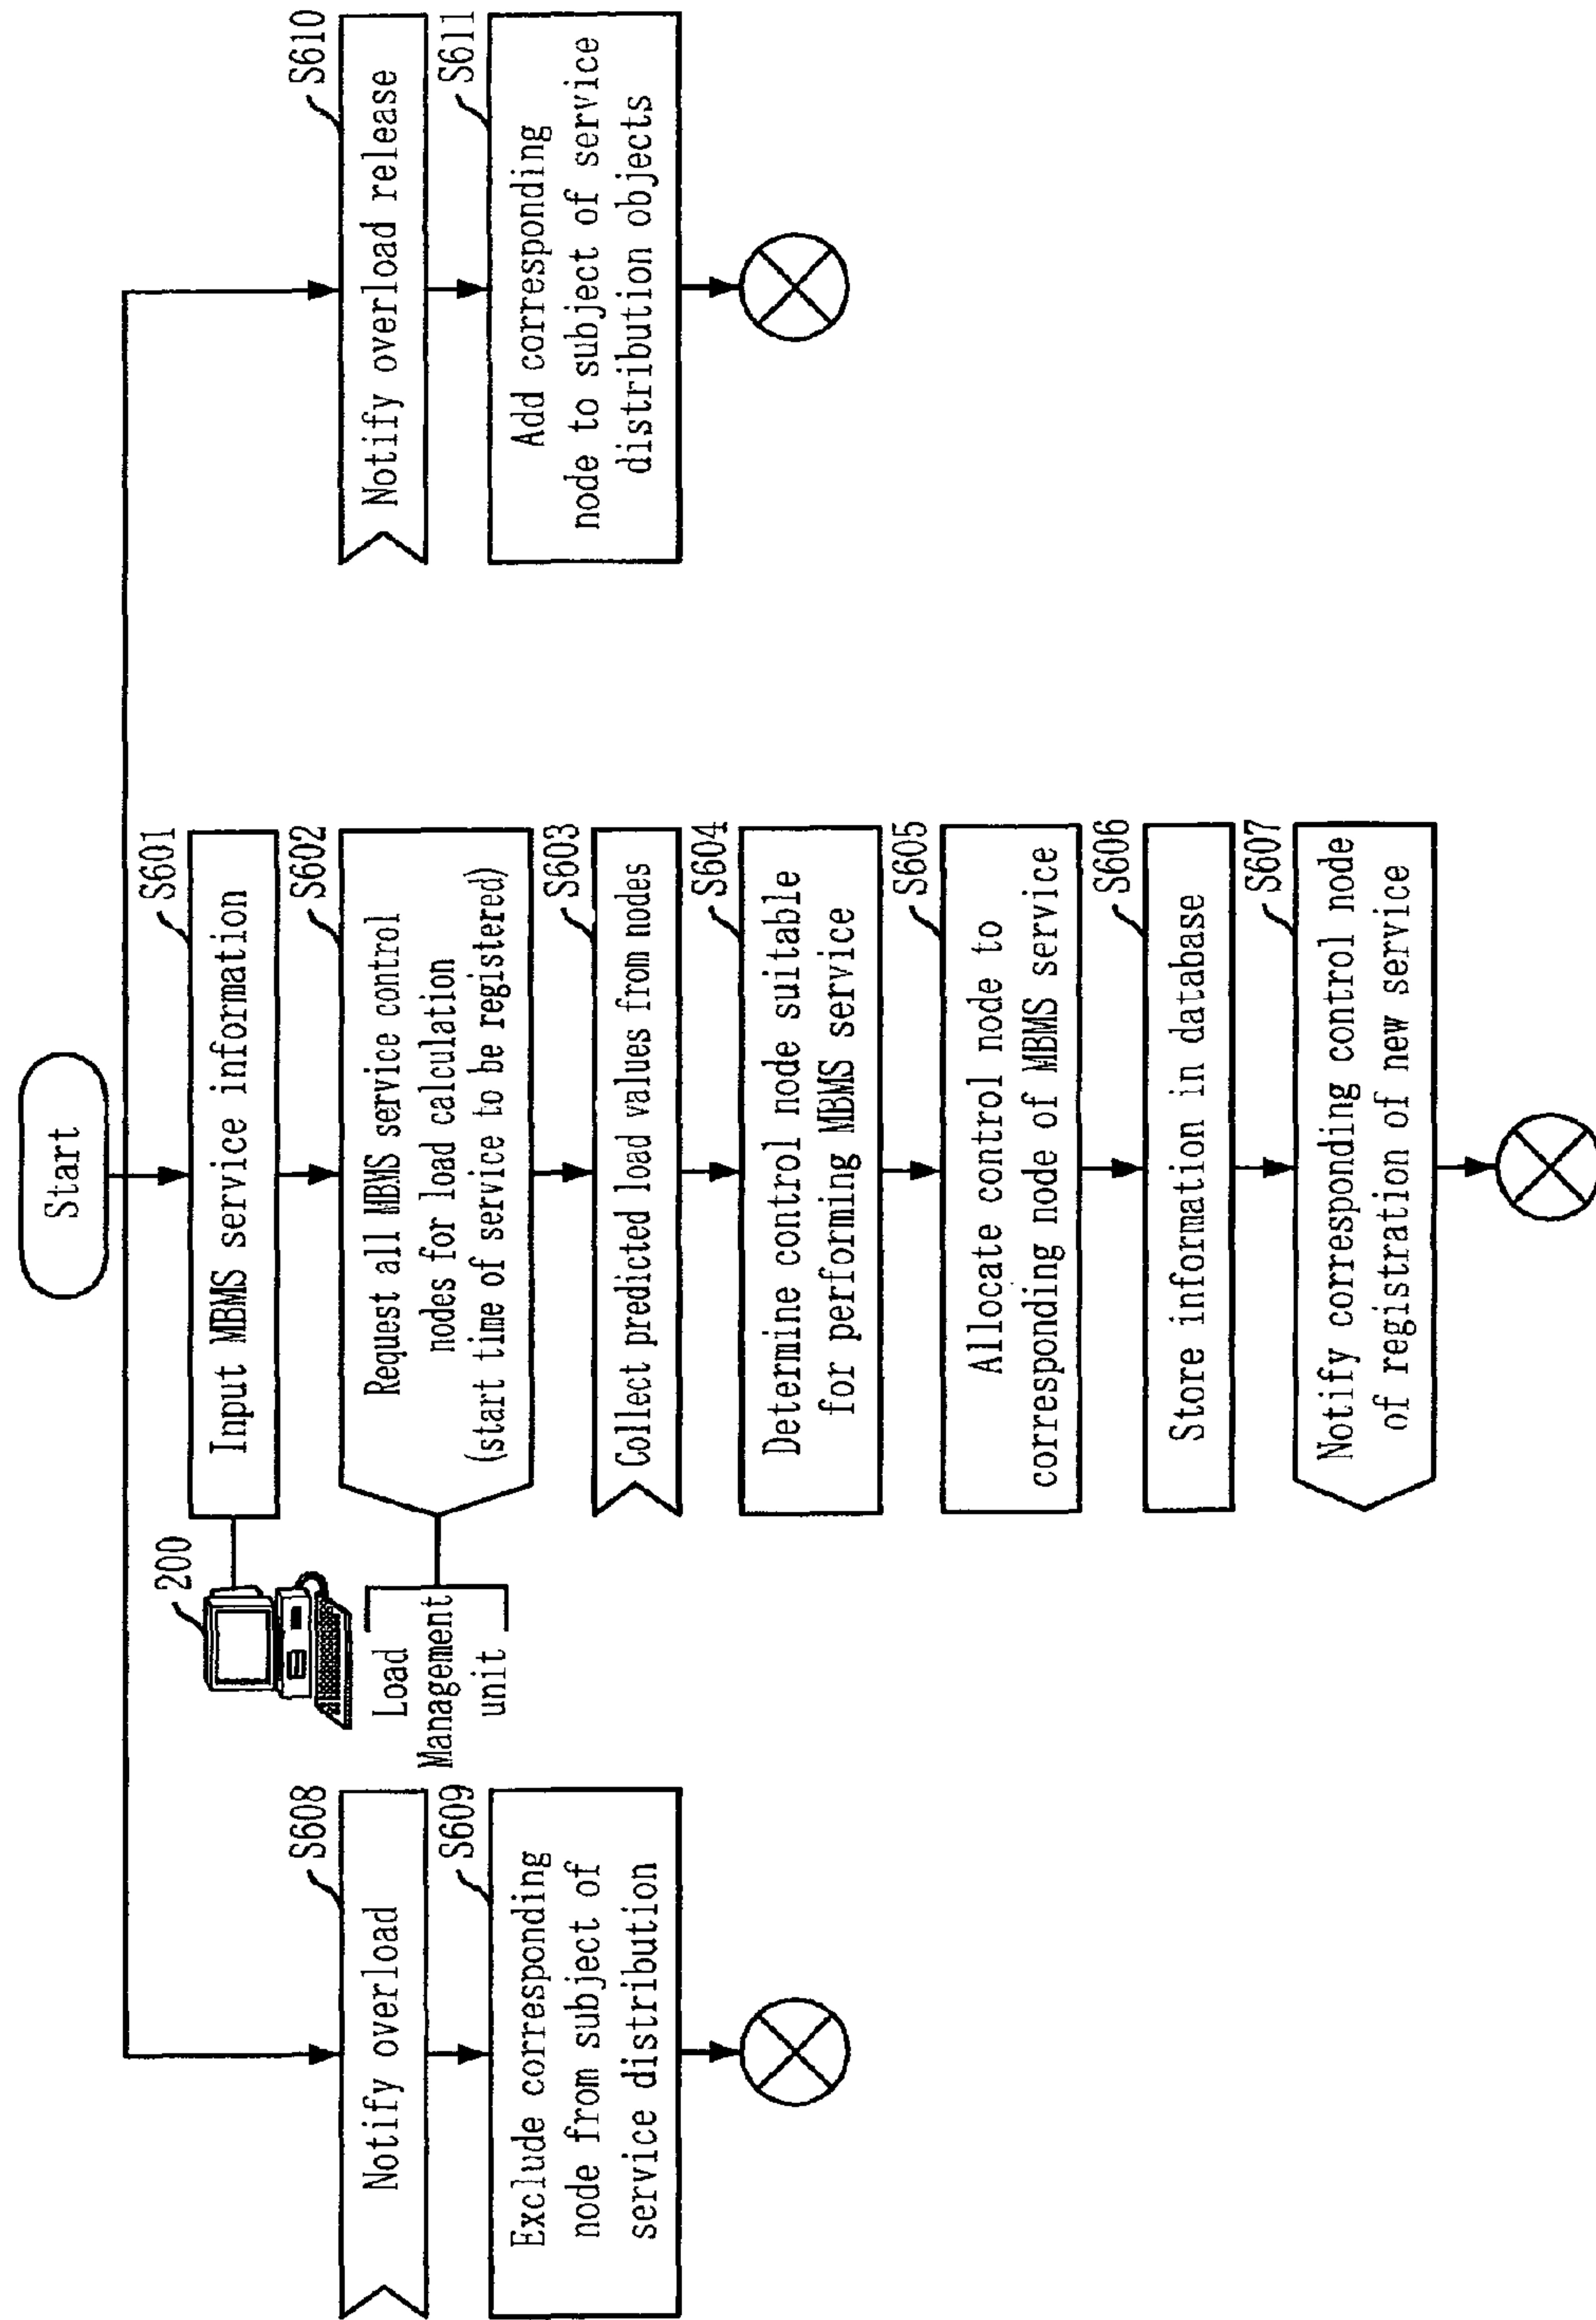 Start
S608
Notify overload
S609
Exclude corresponding
node from subject of
service distribution
200
Load
Management
unit
S601
Input MBMS service information
S602
Request all MBMS service control
nodes for load calculation
(start time of service to be registered)
S603
Collect predicted load values from nodes
S604
Determine control node suitable
for performing MBMS service
S605
Allocate control node to
corresponding node of MBMS service
S606
Store information in database
S607
Notify corresponding control node
of registration of new service
S610
Notify overload release
S611
Add corresponding
node to subject of service
distribution objects